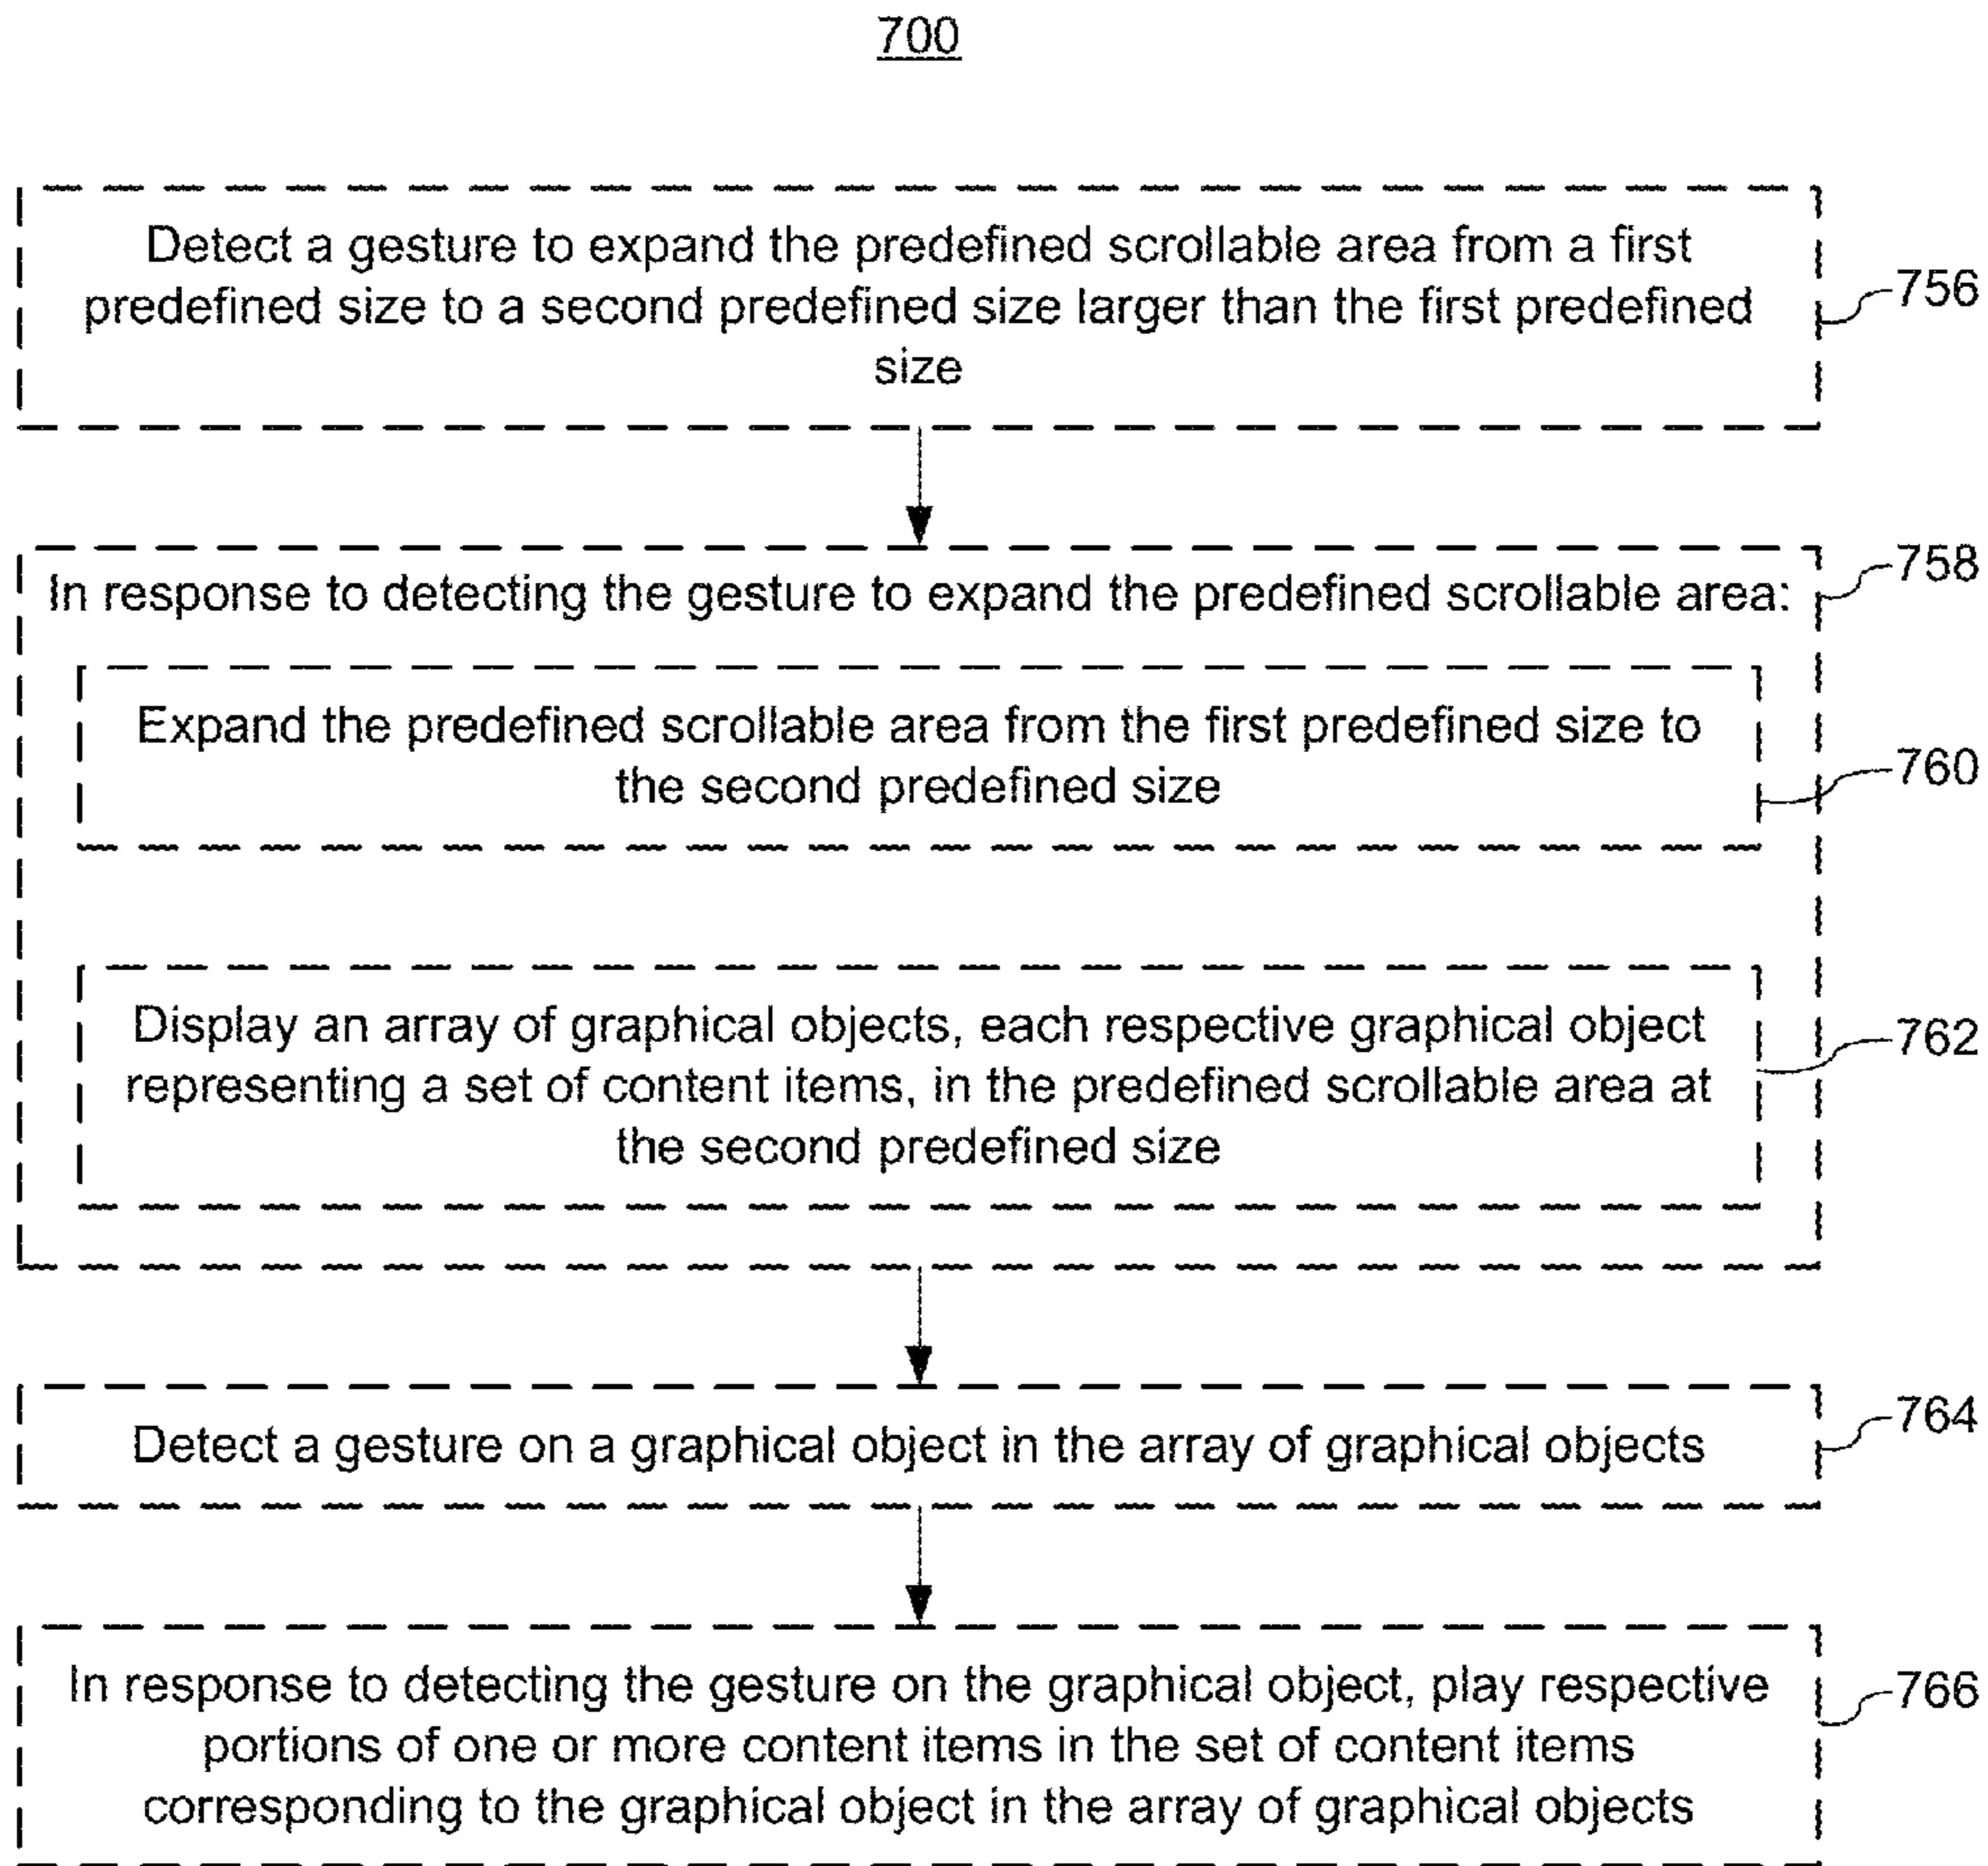 700
Detect a gesture to expand the predefined scrollable area from a first
predefined size to a second predefined size larger than the first predefined
size
756
In response to detecting the gesture to expand the predefined scrollable area:
758
Expand the predefined scrollable area from the first predefined size to
the second predefined size
760
Display an array of graphical objects, each respective graphical object
representing a set of content items, in the predefined scrollable area at
the second predefined size
762
Detect a gesture on a graphical object in the array of graphical objects
764
In response to detecting the gesture on the graphical object, play respective
portions of one or more content items in the set of content items
corresponding to the graphical object in the array of graphical objects
766